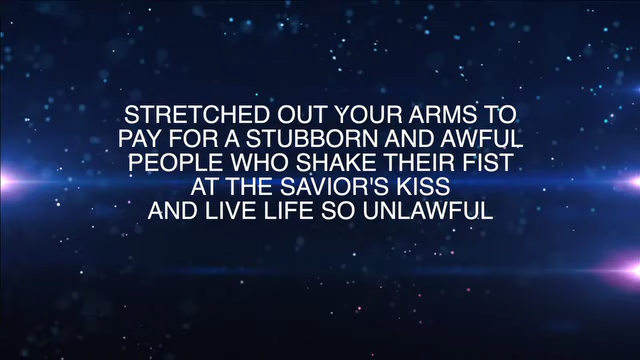 STRETCHED OUT YOUR ARMS TO
PAY FOR A STUBBORN AND AWFUL
PEOPLE WHO SHAKE THEIR FIST
AT THE SAVIOR'S KISS
AND LIVE LIFE SO UNLAWFUL